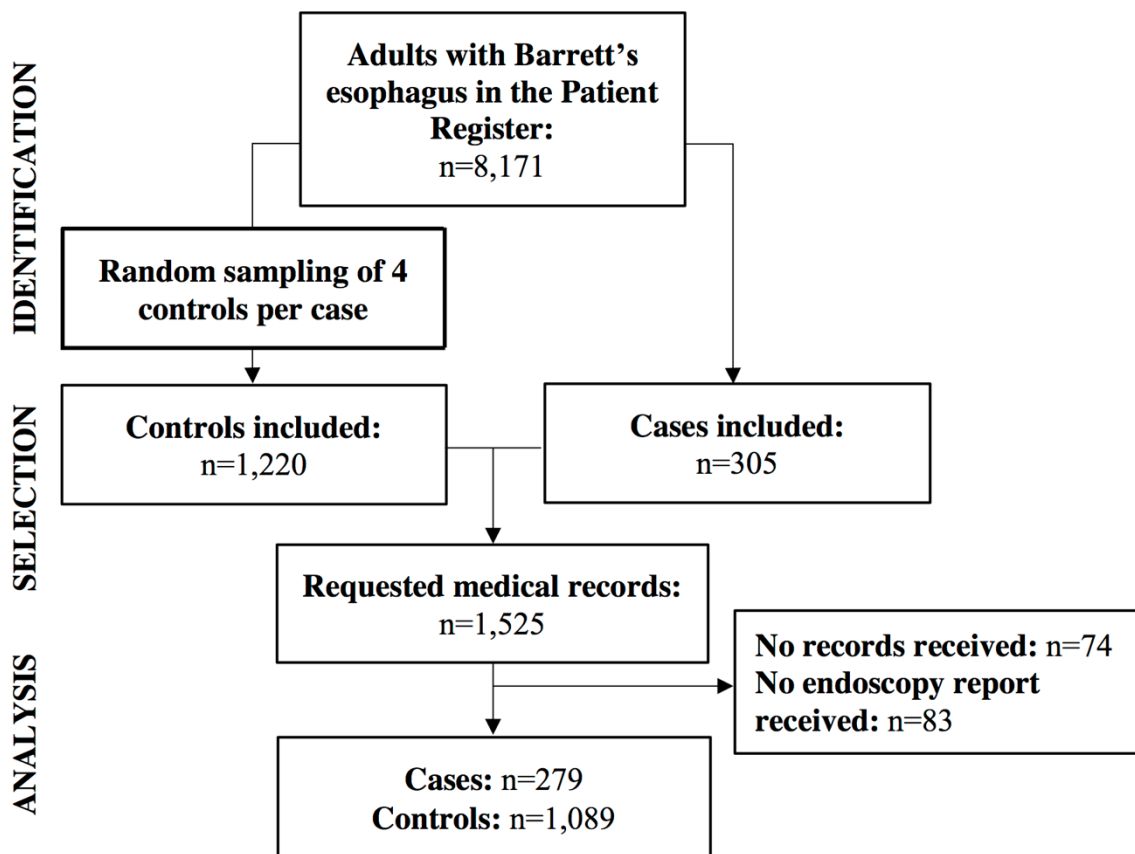 IDENTIFICATION
Adults with Barrett’s
esophagus in the Patient
Register:
n=8,171
Random sampling of 4
controls per case
SELECTION
Controls included:
n=1,220
Cases included:
n=305
Requested medical records:
n=1,525
ANALYSIS
No records received: n=74
No endoscopy report
received: n=83
Cases: n=279
Controls: n=1,089